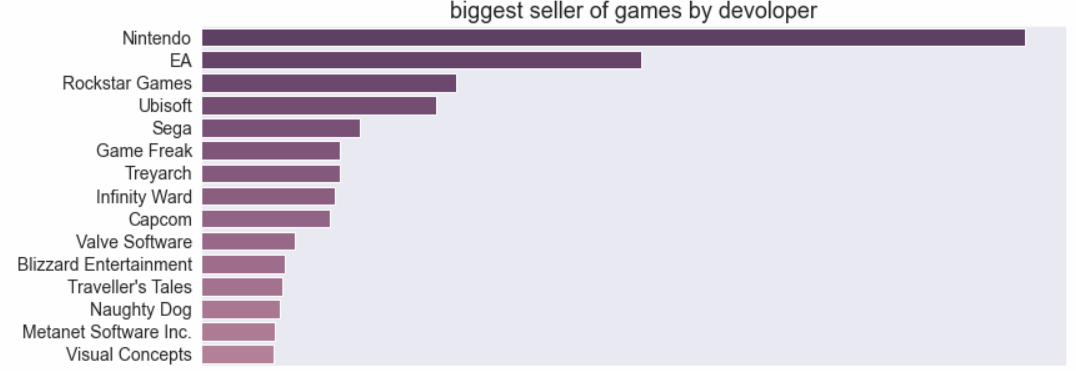 biggest seller of games by devoloper
Nintendo
EA
Rockstar Games
Ubisoft
Sega
Game Freak
Treyarch
Infinity Ward
Capcom
Valve Software
Blizzard Entertainment
Traveller's Tales
Naughty Dog
Metanet Software Inc.
Visual Concepts